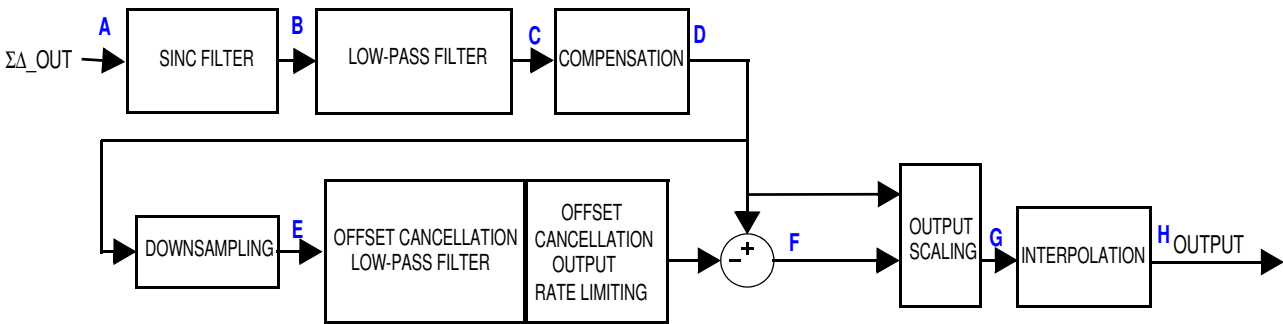 A
B
C
D
ΣΔ_OUT
SINC FILTER
LOW-PASS FILTER
COMPENSATION
DOWNSAMPLING
E
OFFSET CANCELLATION
LOW-PASS FILTER
OFFSET
CANCELLATION
OUTPUT
RATE LIMITING
−
+
F
OUTPUT
SCALING
G
INTERPOLATION
H
OUTPUT